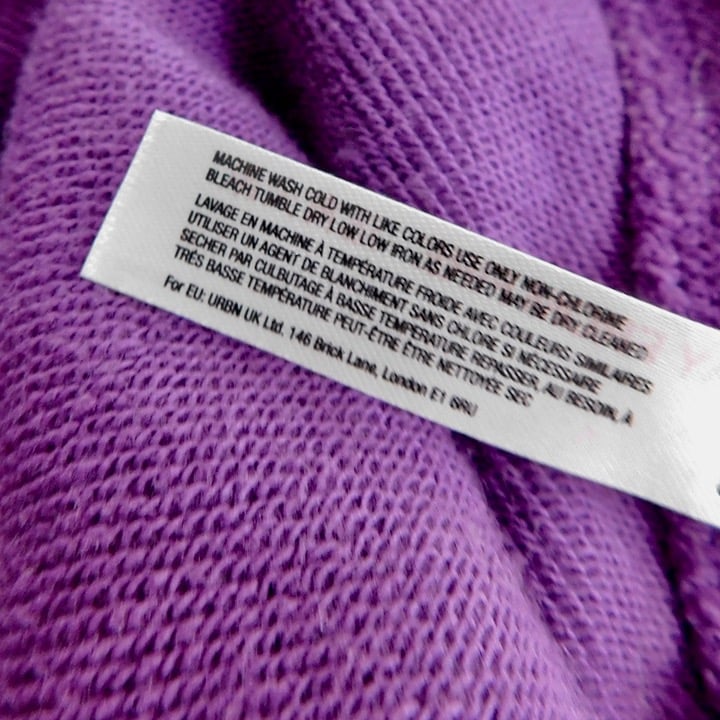 MACHINE WASH COLD WITH LIKE COLORS USE ONLY NON-CHLORINE
BLEACH TUMBLE DRY LOW LOW IRON AS NEEDED MAY BE DRY CLEANED
LAVAGE EN MACHINE À TEMPÉRATURE FROIDE AVEC COULEURS SIMILAIRES
UTILISER UN AGENT DE BLANCHIMENT SANS CHLORE SI NÉCESSAIRE
SECHER PAR CULBUTAGE À BASSE TEMPERATURE REPASSER, AU BESOIN, À
TRÈS BASSE TEMPÉRATURE PEUT-ÊTRE ÊTRE NETTOYÉE SEC
For EU: URBN UK Ltd. 146 Brick Lane, London E1 6RU